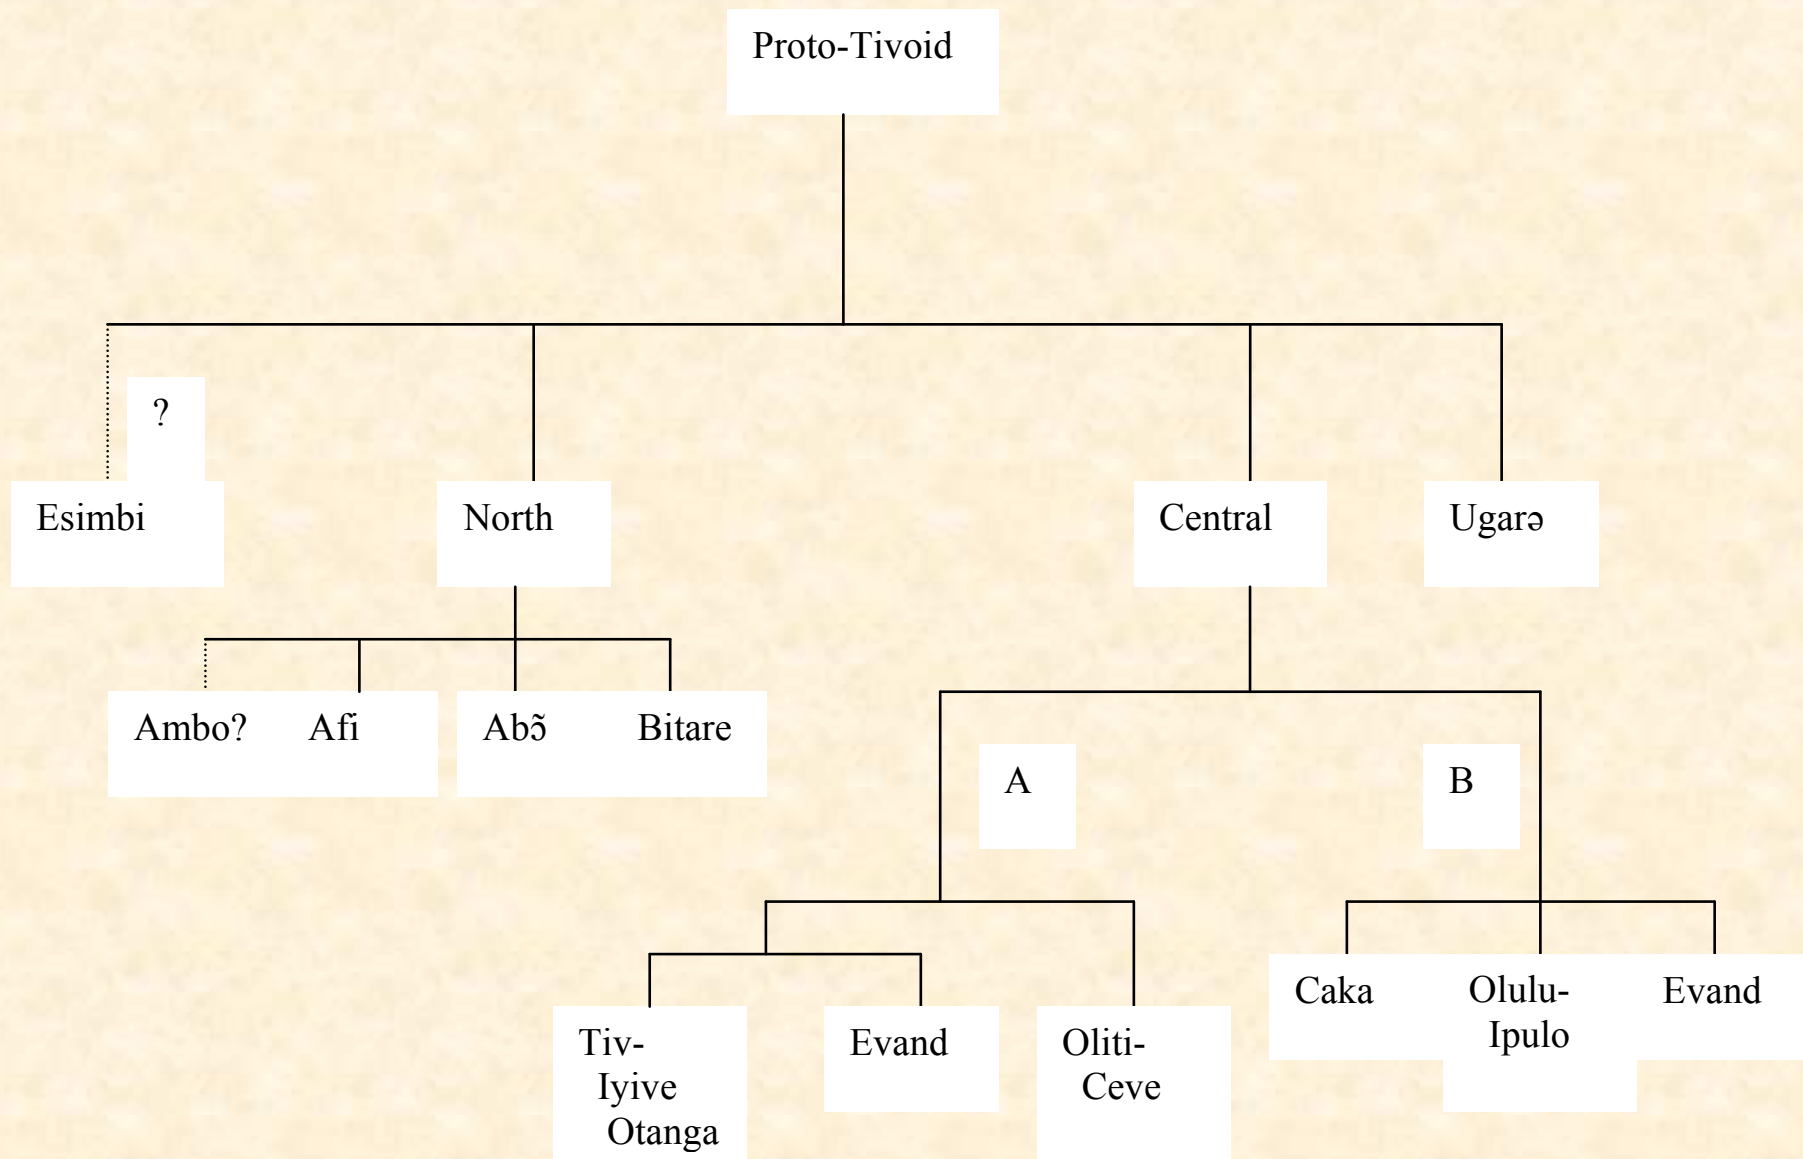 Proto-Tivoid
?
Esimbi
North
Central
Ugarə
Ambo?
Afi
Abɔ̃
Bitare
A
B
Tiv-
Iyive
Otanga
Evand
Oliti-
Ceve
Caka
Olulu-
Ipulo
Evand